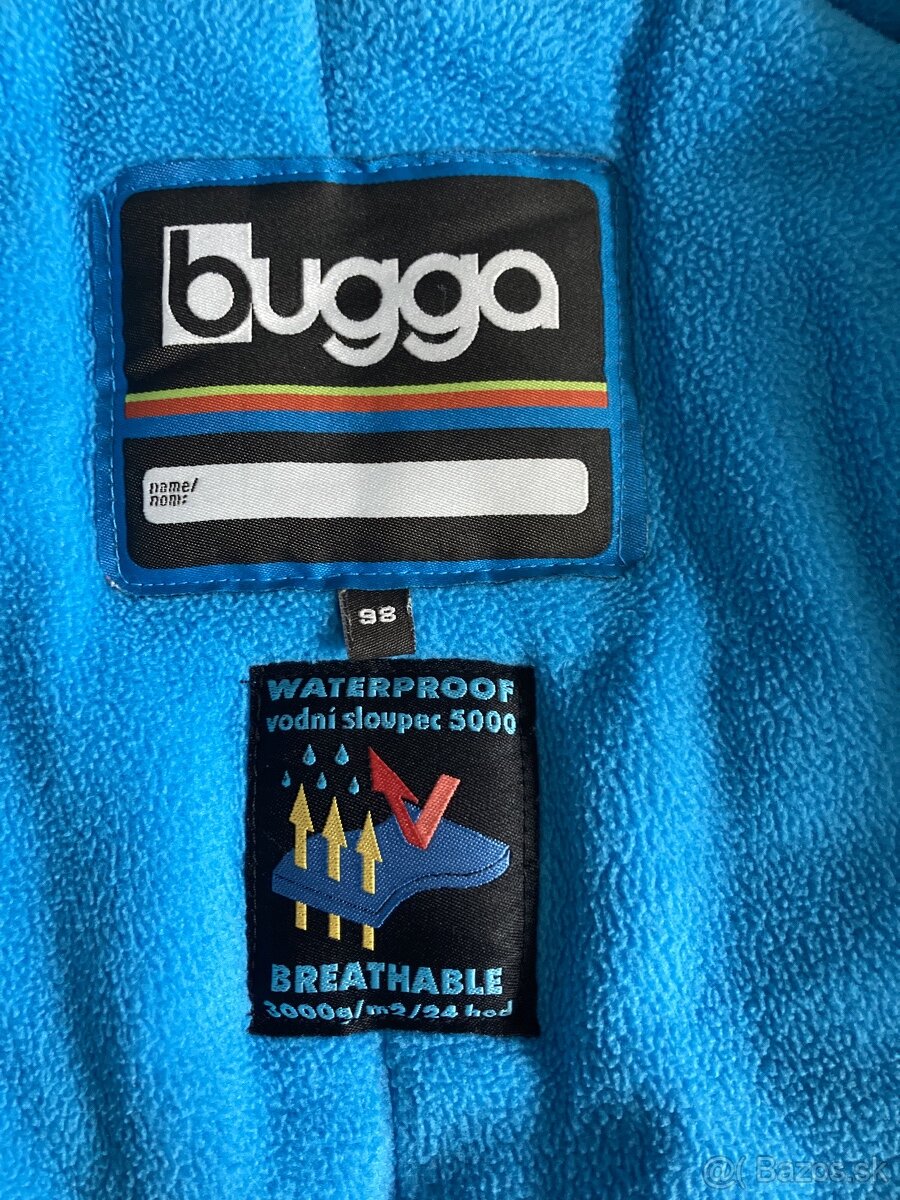 bugga
name/
nom:
98
WATERPROOF
vodní sloupec 5000
BREATHABLE
3000g/m2/24 hod
@( Bazos.sk